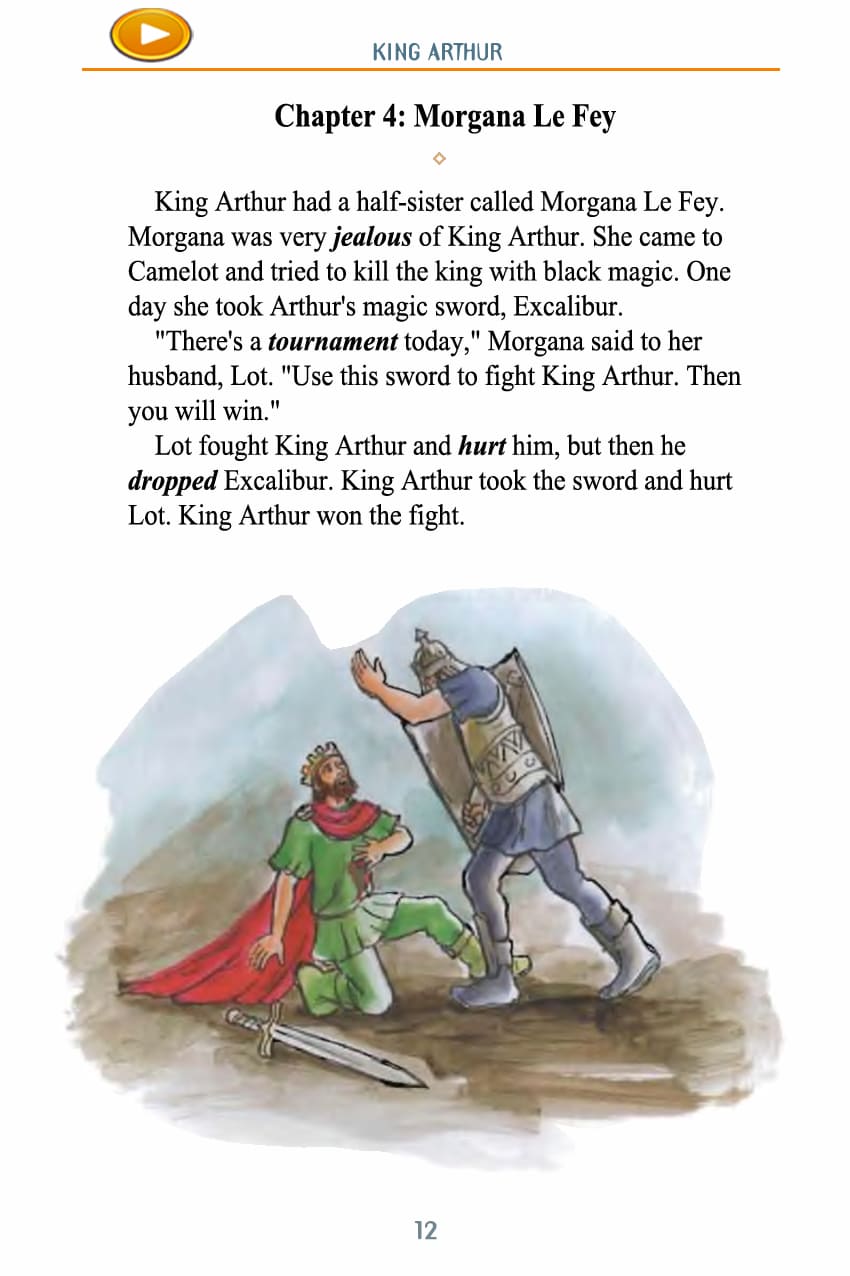 KING ARTHUR
Chapter 4: Morgana Le Fey
King Arthur had a half-sister called Morgana Le Fey.
Morgana was very jealous of King Arthur. She came to
Camelot and tried to kill the king with black magic. One
day she took Arthur's magic sword, Excalibur.
"There's a tournament today," Morgana said to her
husband, Lot. "Use this sword to fight King Arthur. Then
you will win."
Lot fought King Arthur and hurt him, but then he
dropped Excalibur. King Arthur took the sword and hurt
Lot. King Arthur won the fight.
12